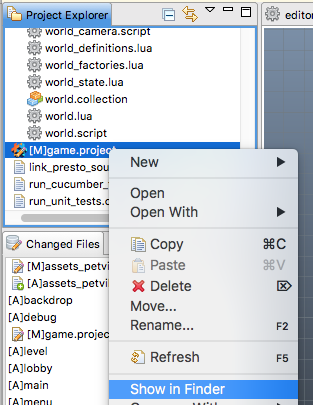 Project Explorer
editor
world_camera.script
world_definitions.lua
world_factories.lua
world_state.lua
world.collection
world.lua
world.script
[M]game.project
link_presto_sou
run_cucumber_
run_unit_tests.c
Changed Files
[M]assets_petvi
[A]assets_petvi
[A]backdrop
[A]debug
[M]game.projec
[A]level
[A]lobby
[A]main
[A]menu
New
Open
Open With
Copy ⌘C
Paste ⌘V
Delete ⌦
Move...
Rename... F2
Refresh F5
Show in Finder